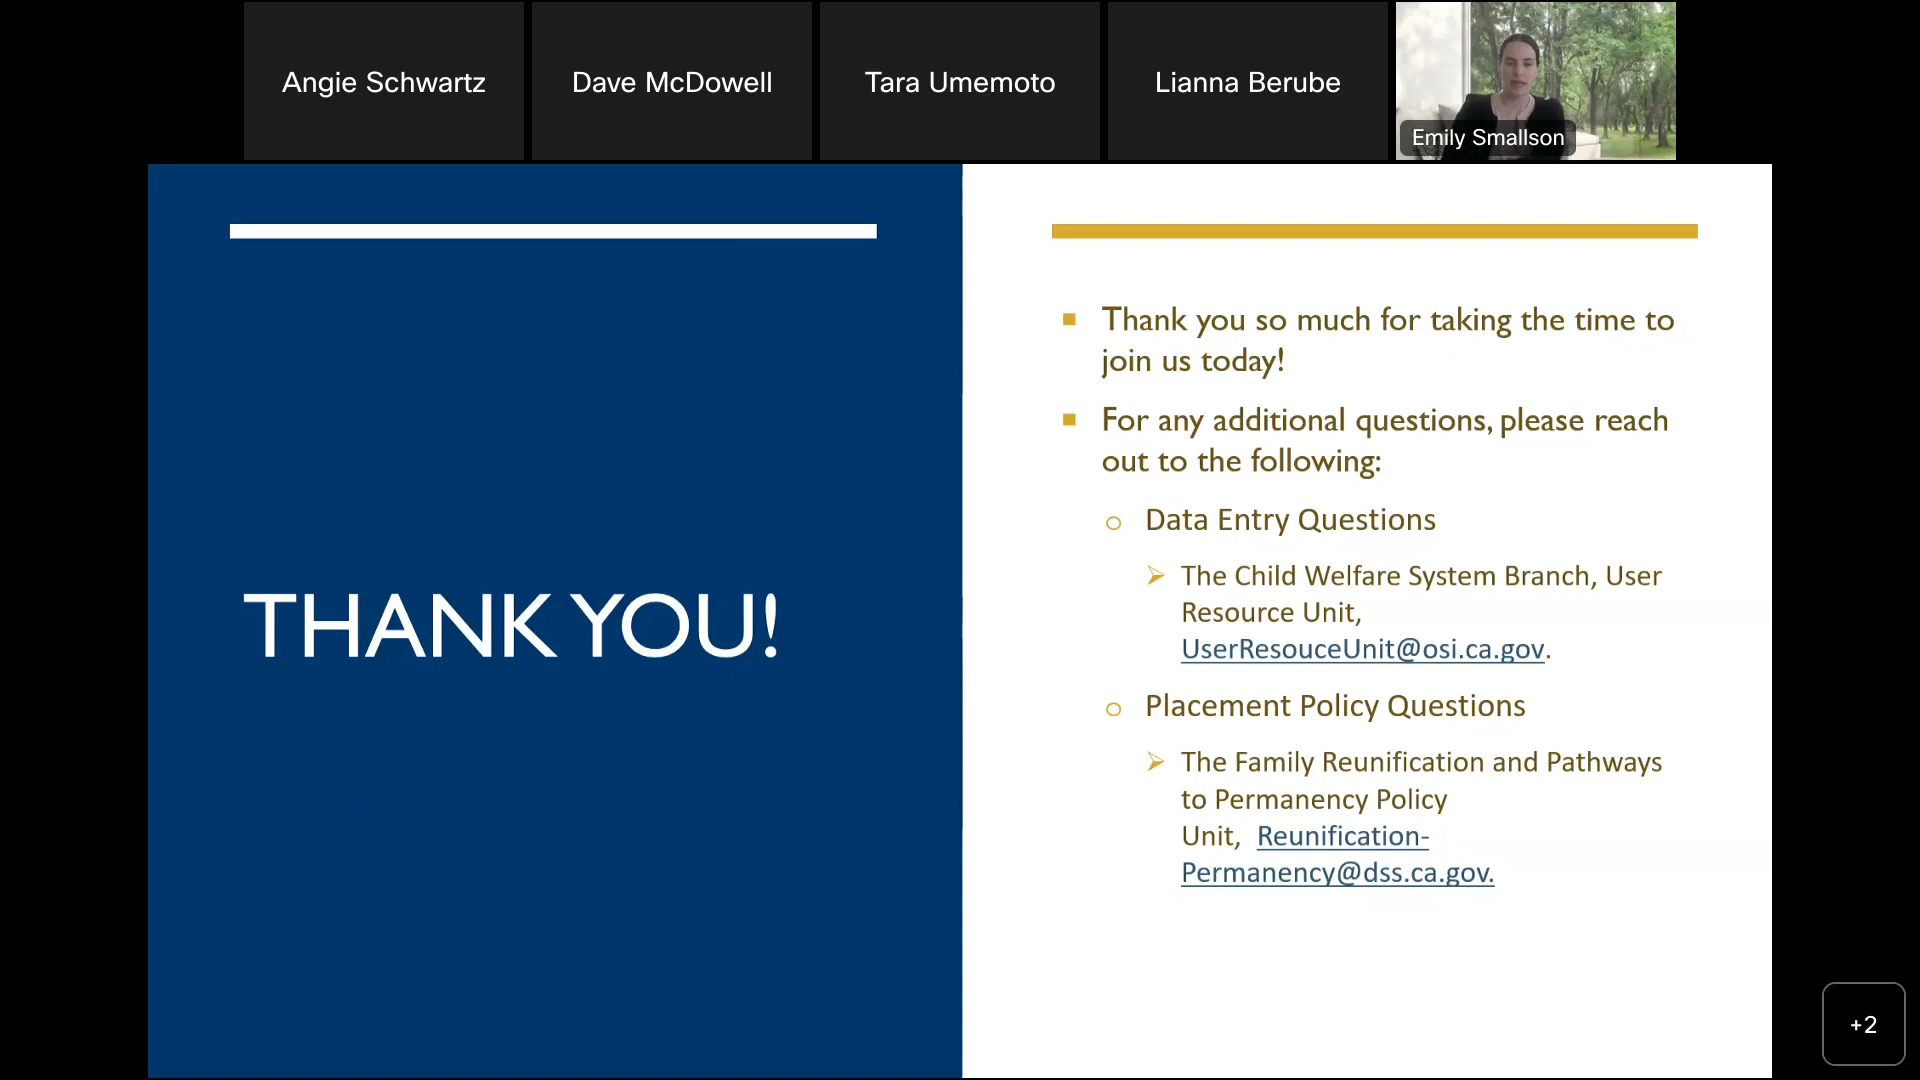 Angie Schwartz
Dave McDowell
Tara Umemoto
Lianna Berube
Emily Smallson
THANK YOU!
Thank you so much for taking the time to
join us today!
For any additional questions, please reach
out to the following:
Data Entry Questions
The Child Welfare System Branch, User
Resource Unit,
UserResouceUnit@osi.ca.gov.
Placement Policy Questions
The Family Reunification and Pathways
to Permanency Policy
Unit, Reunification-
Permanency@dss.ca.gov.
+2